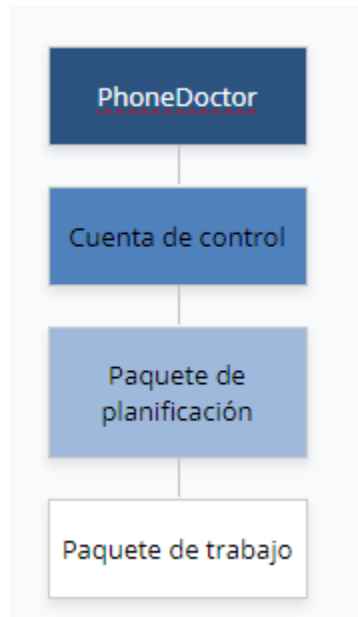 PhoneDoctor
Cuenta de control
Paquete de
planificación
Paquete de trabajo